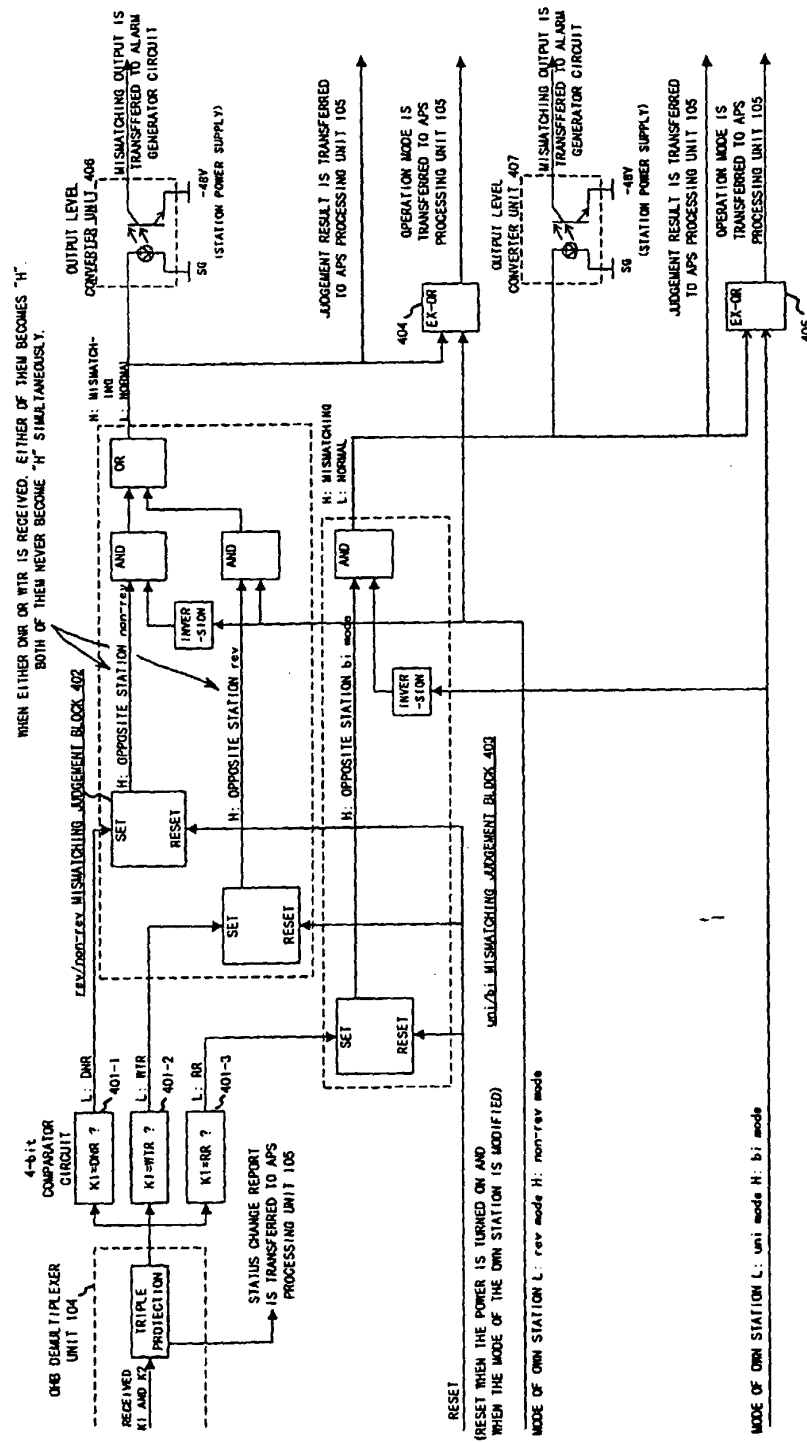 WHEN EITHER DNR OR WTR IS RECEIVED, EITHER OF THEM BECOMES "H".
BOTH OF THEM NEVER BECOME "H" SIMULTANEOUSLY.
OHB DEMULTIPLEXER
UNIT 104
RECEIVED
K1 AND K2
TRIPLE
PROTECTION
STATUS CHANGE REPORT
IS TRANSFERRED TO APS
PROCESSING UNIT 105
4-bit
COMPARATOR
CIRCUIT
K1=DNR ?
L: DNR
401-1
K1=WTR ?
L: WTR
401-2
K1=RR ?
L: RR
401-3
rev/non-rev MISMATCHING JUDGEMENT BLOCK 402
SET
RESET
H: OPPOSITE STATION non-rev
SET
RESET
H: OPPOSITE STATION rev
AND
INVER
-SION
AND
OR
H: MISMATCH-
ING
L: NORMAL
SET
RESET
H: OPPOSITE STATION bi mode
AND
INVER
-SION
H: MISMATCHING
L: NORMAL
uni/bi MISMATCHING JUDGEMENT BLOCK 403
OUTPUT LEVEL
CONVERTER UNIT 406
SG
-48V
(STATION POWER SUPPLY)
MISMATCHING OUTPUT IS
TRANSFFERED TO ALARM
GENERATOR CIRCUIT
JUDGEMENT RESULT IS TRANSFERRED
TO APS PROCESSING UNIT 105
404
EX-OR
OPERATION MODE IS
TRANSFERRED TO APS
PROCESSING UNIT 105
OUTPUT LEVEL
CONVERTER UNIT 407
SG
-48V
(STATION POWER SUPPLY)
MISMATCHING OUTPUT IS
TRANSFFERED TO ALARM
GENERATOR CIRCUIT
JUDGEMENT RESULT IS TRANSFERRED
TO APS PROCESSING UNIT 105
EX-OR
405
OPERATION MODE IS
TRANSFERRED TO APS
PROCESSING UNIT 105
RESET
(RESET WHEN THE POWER IS TURNED ON AND
WHEN THE MODE OF THE OWN STATION IS MODIFIED)
MODE OF OWN STATION L: rev mode H: non-rev mode
MODE OF OWN STATION L: uni mode H: bi mode